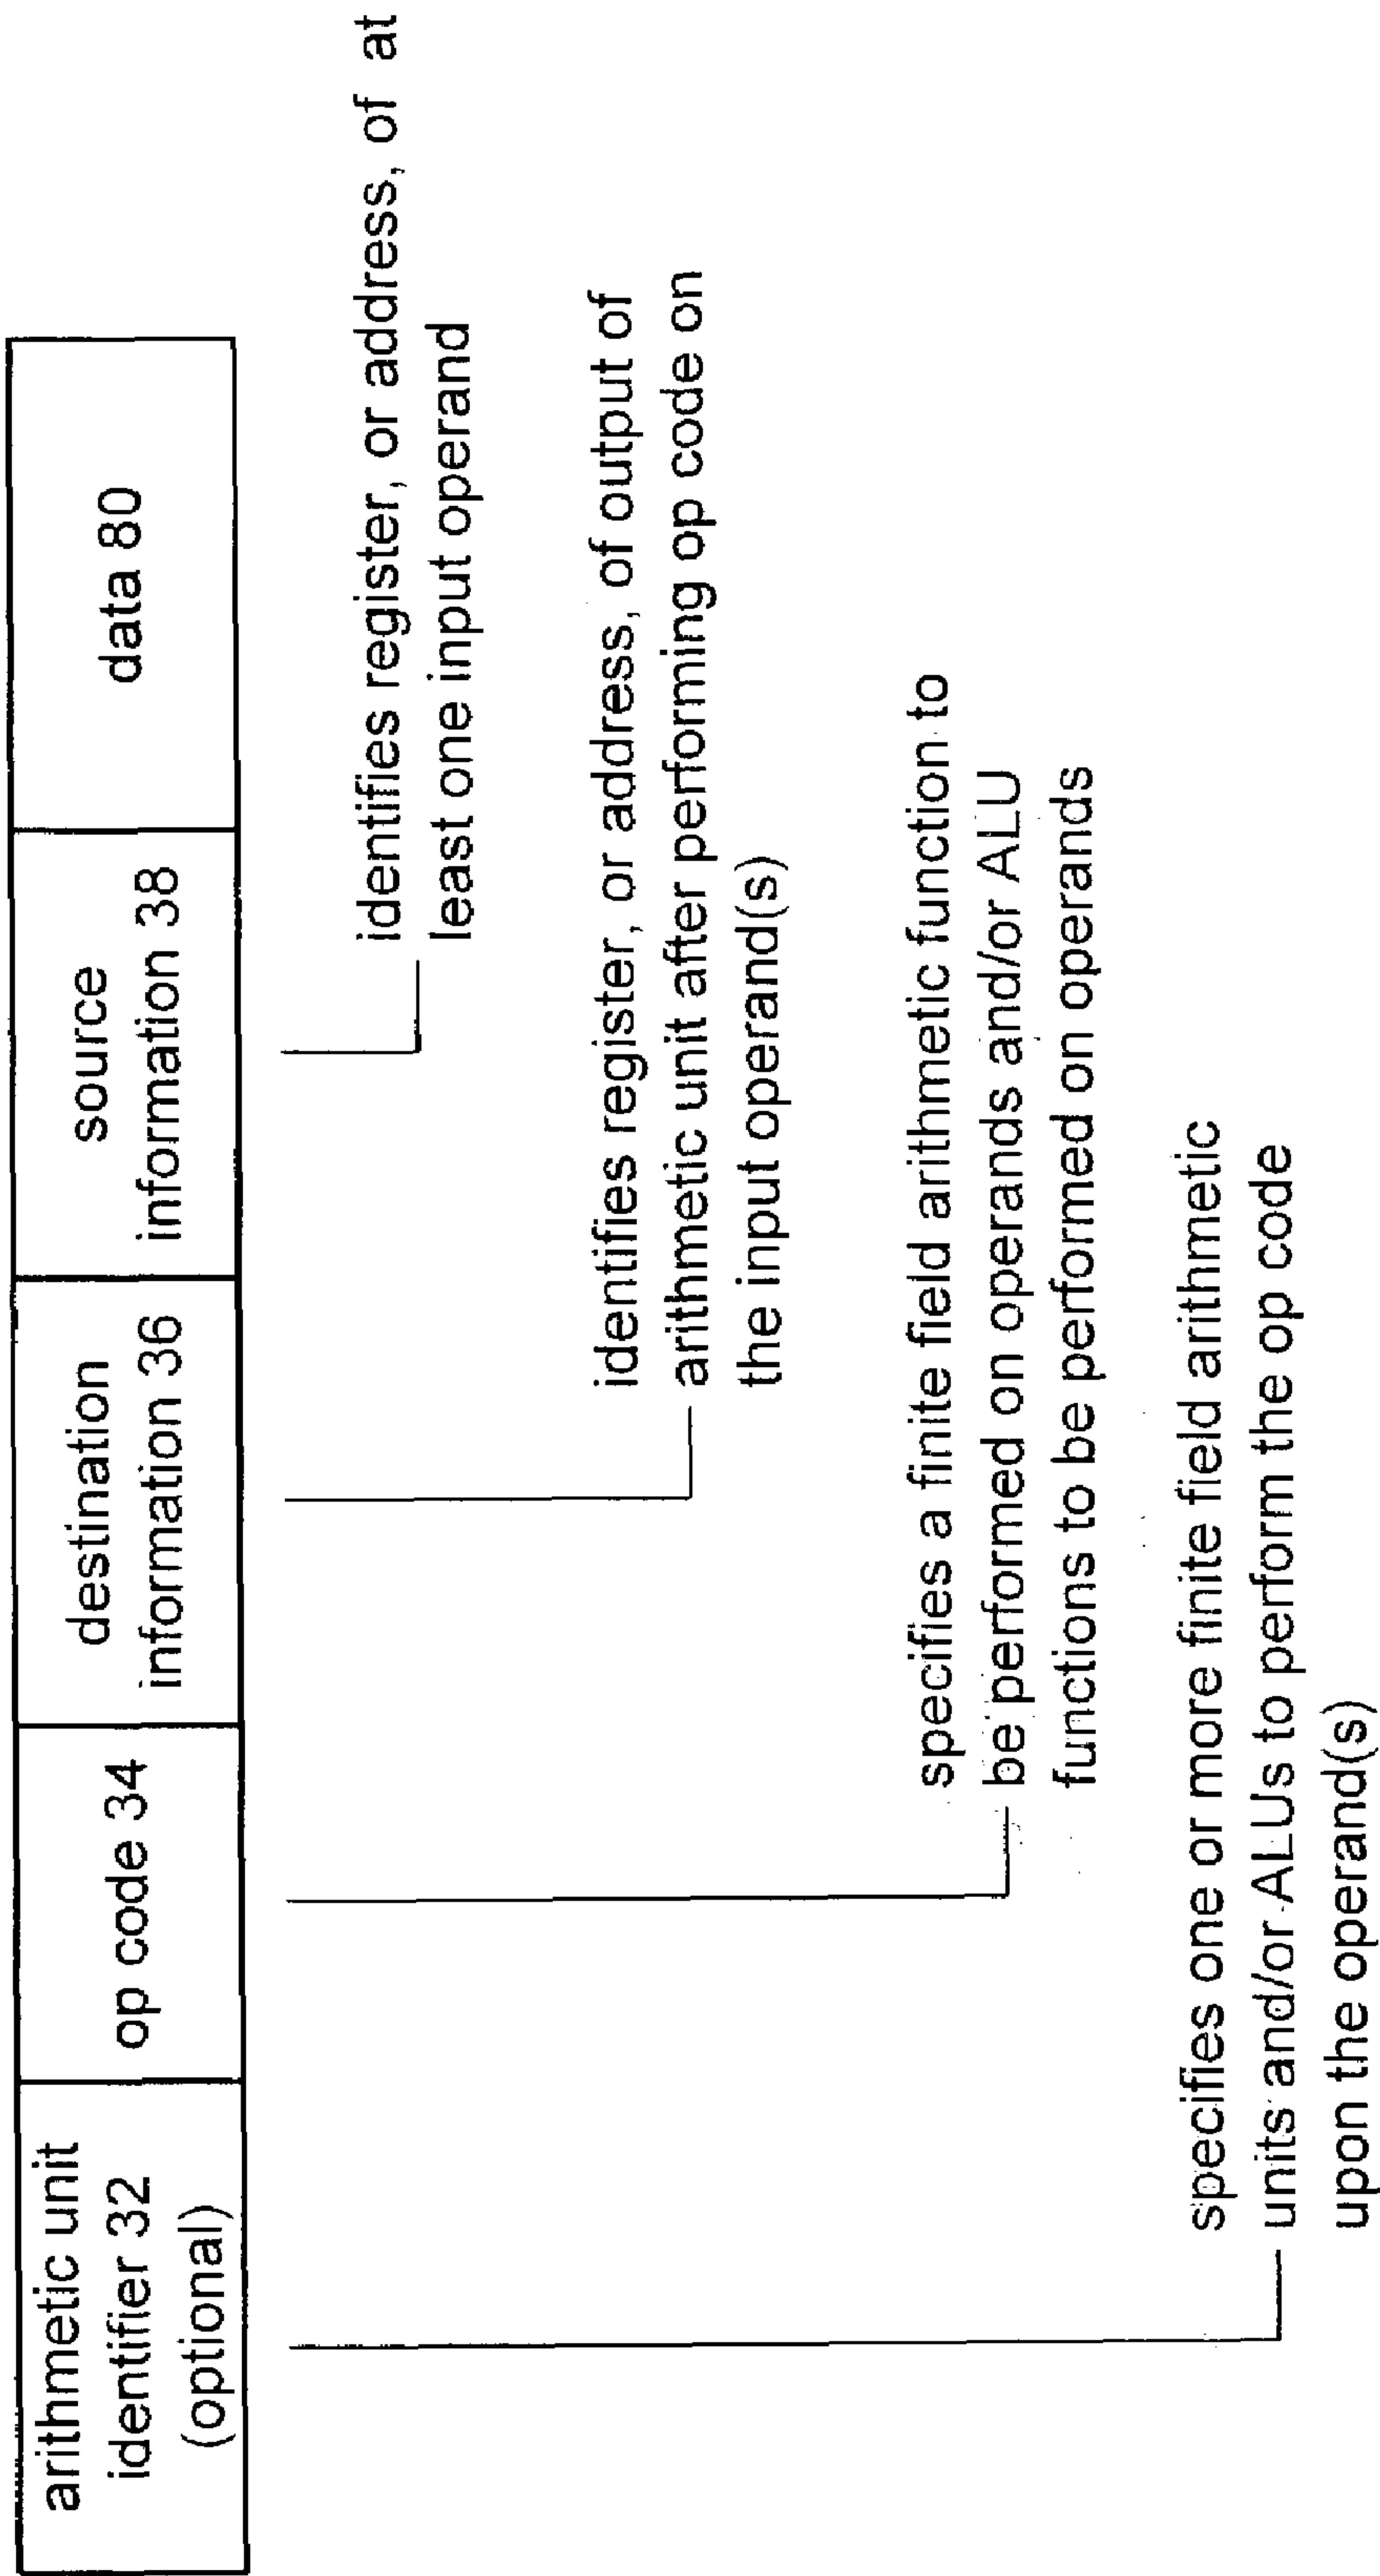 arithmetic unit
identifier 32
(optional)
op code 34
destination
information 36
source
information 38
data 80
identifies register, or address, of at
least one input operand
identifies register, or address, of output of
arithmetic unit after performing op code on
the input operand(s)
specifies a finite field arithmetic function to
be performed on operands and/or ALU
functions to be performed on operands
specifies one or more finite field arithmetic
units and/or ALUs to perform the op code
upon the operand(s)